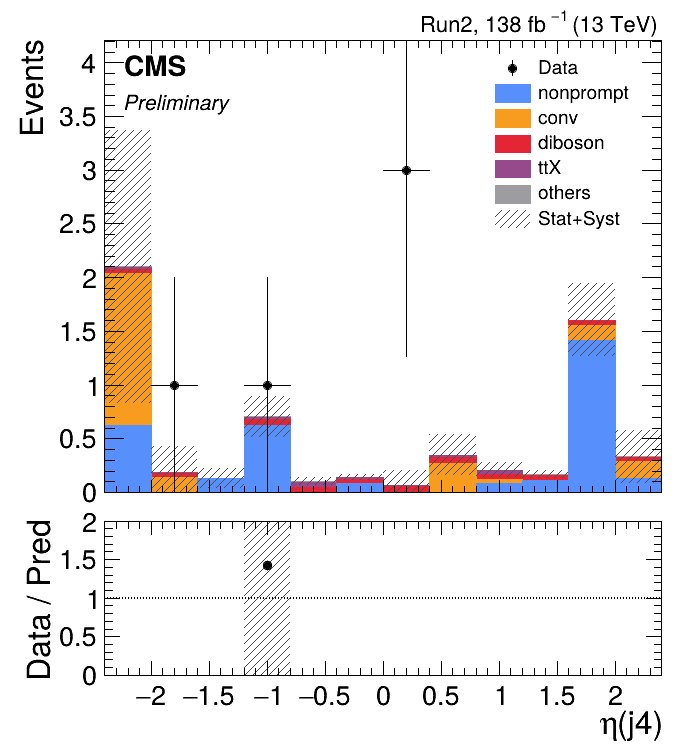 Run2, 138 fb⁻¹ (13 TeV)
Events
CMS
Preliminary
Data
nonprompt
conv
diboson
ttX
others
Stat+Syst
4
3.5
3
2.5
2
1.5
1
0.5
0
Data / Pred
2
1.5
1
0.5
0
−2 −1.5 −1 −0.5 0 0.5 1 1.5 2
η(j4)